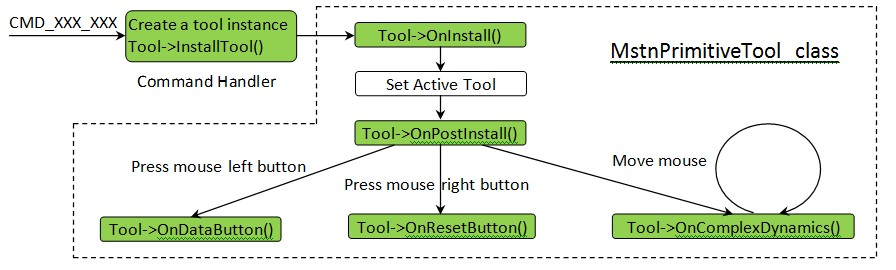 CMD_XXX_XXX
Create a tool instance
Tool->InstallTool()
Command Handler
Tool->OnInstall()
MstnPrimitiveTool class
Set Active Tool
Tool->OnPostInstall()
Press mouse left button
Press mouse right button
Move mouse
Tool->OnDataButton()
Tool->OnResetButton()
Tool->OnComplexDynamics()